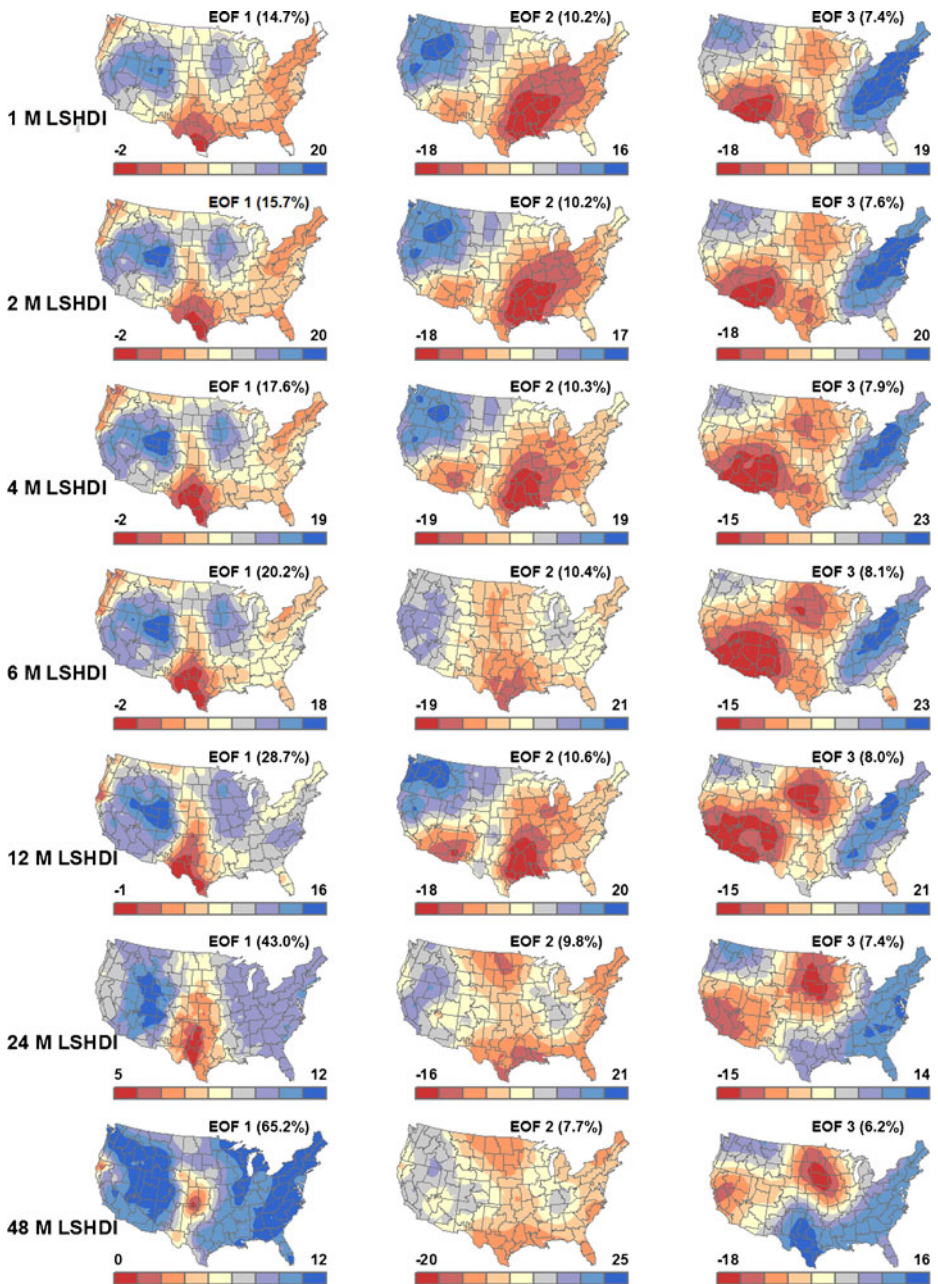 EOF 1 (14.7%) EOF 2 (10.2%) EOF 3 (7.4%)
1 M LSHDI
-2 20 -18 16 -18 19
EOF 1 (15.7%) EOF 2 (10.2%) EOF 3 (7.6%)
2 M LSHDI
-2 20 -18 17 -18 20
EOF 1 (17.6%) EOF 2 (10.3%) EOF 3 (7.9%)
4 M LSHDI
-2 19 -19 19 -15 23
EOF 1 (20.2%) EOF 2 (10.4%) EOF 3 (8.1%)
6 M LSHDI
-2 18 -19 21 -15 23
EOF 1 (28.7%) EOF 2 (10.6%) EOF 3 (8.0%)
12 M LSHDI
-1 16 -18 20 -15 21
EOF 1 (43.0%) EOF 2 (9.8%) EOF 3 (7.4%)
24 M LSHDI
5 12 -16 21 -15 14
EOF 1 (65.2%) EOF 2 (7.7%) EOF 3 (6.2%)
48 M LSHDI
0 12 -20 25 -18 16